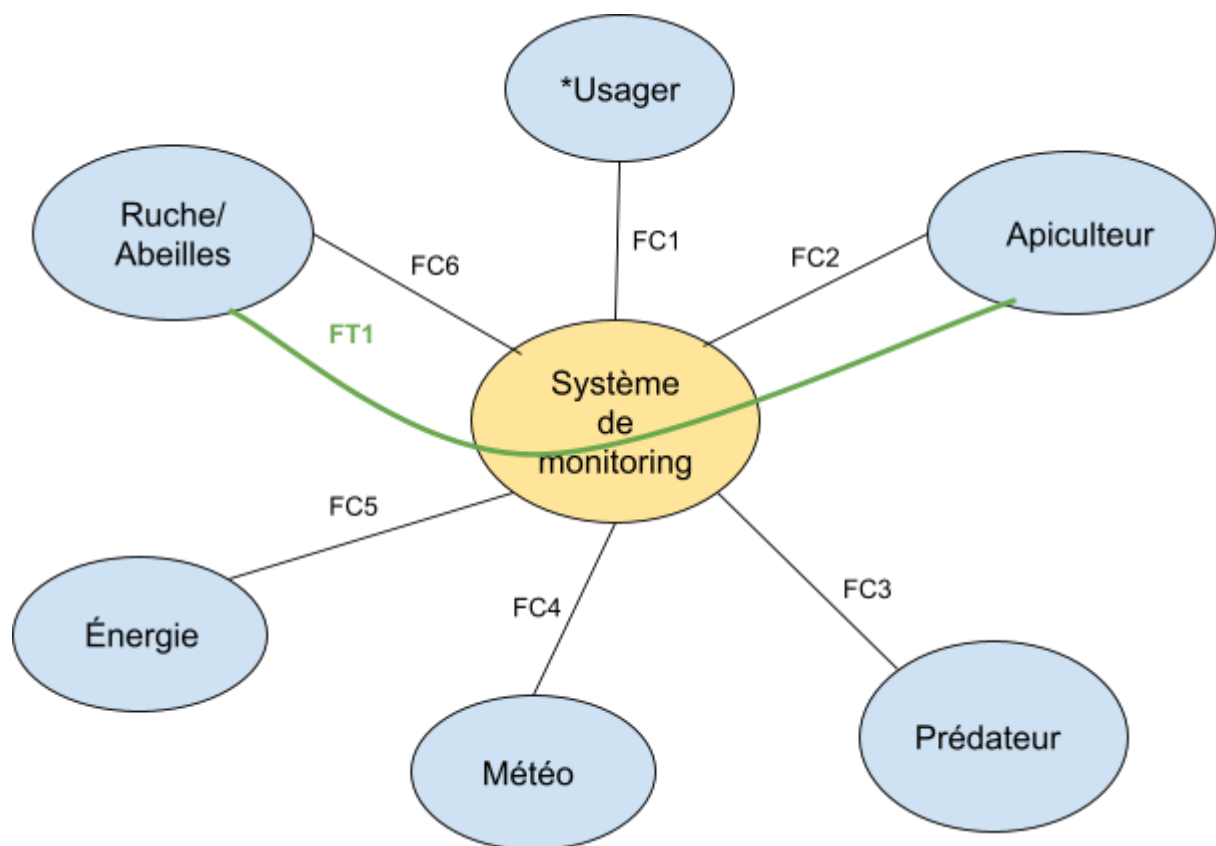 *Usager
Ruche/
Abeilles
Apiculteur
FC1
FC2
FC6
FT1
Système
de
monitoring
FC5
FC4
FC3
Énergie
Météo
Prédateur